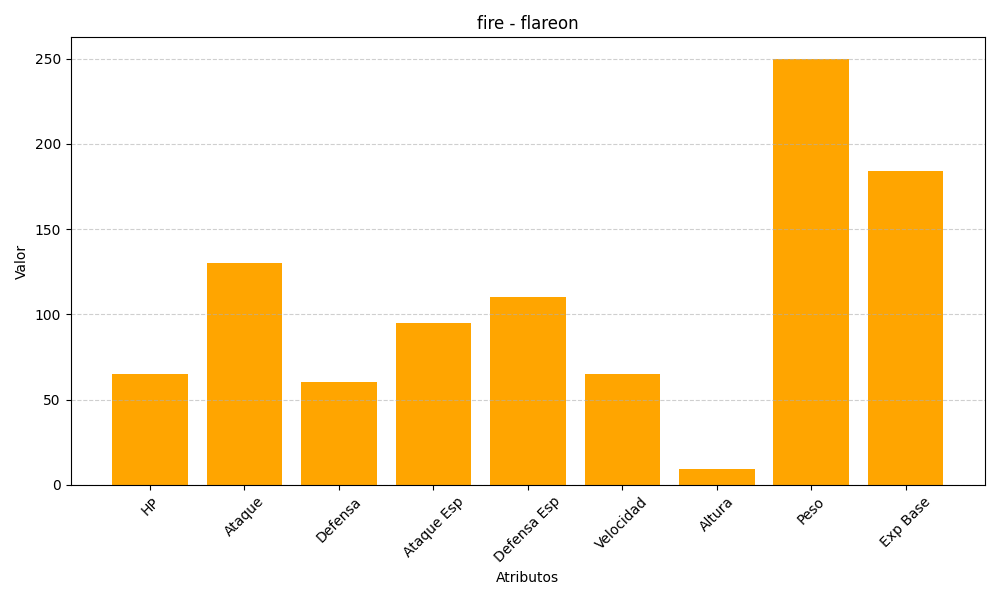 fire - flareon
250
200
150
100
50
0
Valor
HP
Ataque
Defensa
Ataque Esp
Defensa Esp
Velocidad
Altura
Peso
Exp Base
Atributos